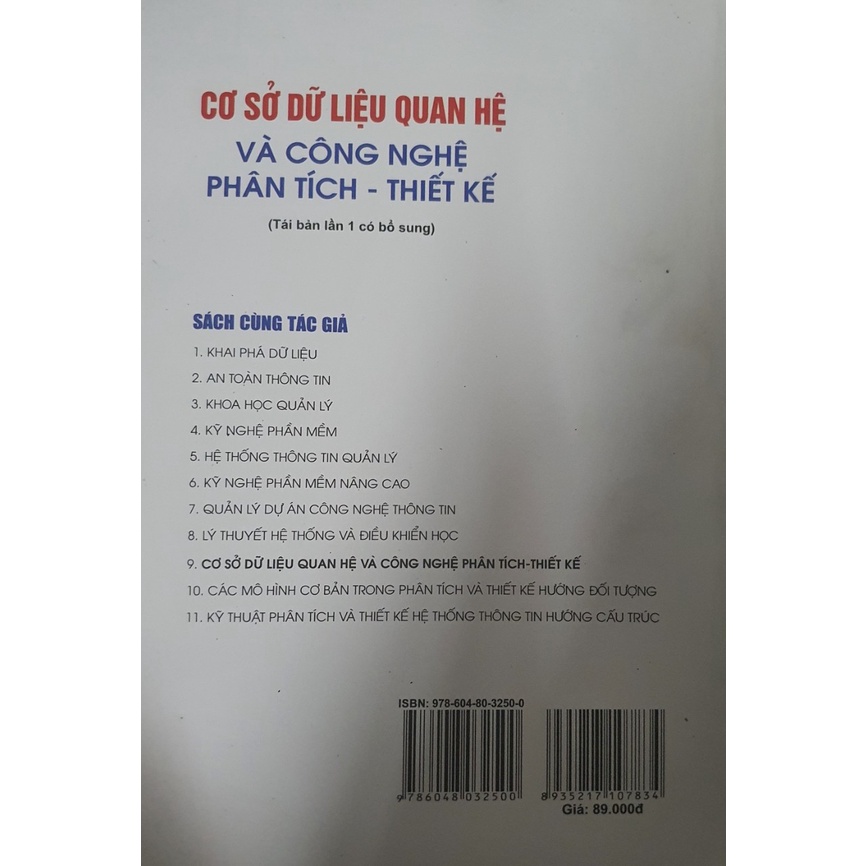 CƠ SỞ DỮ LIỆU QUAN HỆ
VÀ CÔNG NGHỆ
PHÂN TÍCH - THIẾT KẾ
(Tái bản lần 1 có bổ sung)
SÁCH CÙNG TÁC GIẢ
1. KHAI PHÁ DỮ LIỆU
2. AN TOÀN THÔNG TIN
3. KHOA HỌC QUẢN LÝ
4. KỸ NGHỆ PHẦN MỀM
5. HỆ THỐNG THÔNG TIN QUẢN LÝ
6. KỸ NGHỆ PHẦN MỀM NÂNG CAO
7. QUẢN LÝ DỰ ÁN CÔNG NGHỆ THÔNG TIN
8. LÝ THUYẾT HỆ THỐNG VÀ ĐIỀU KHIỂN HỌC
9. CƠ SỞ DỮ LIỆU QUAN HỆ VÀ CÔNG NGHỆ PHÂN TÍCH-THIẾT KẾ
10. CÁC MÔ HÌNH CƠ BẢN TRONG PHÂN TÍCH VÀ THIẾT KẾ HƯỚNG ĐỐI TƯỢNG
11. KỸ THUẬT PHÂN TÍCH VÀ THIẾT KẾ HỆ THỐNG THÔNG TIN HƯỚNG CẤU TRÚC
ISBN: 978-604-80-3250-0
9 786048 032500
8 935217 107834
Giá: 89.000đ